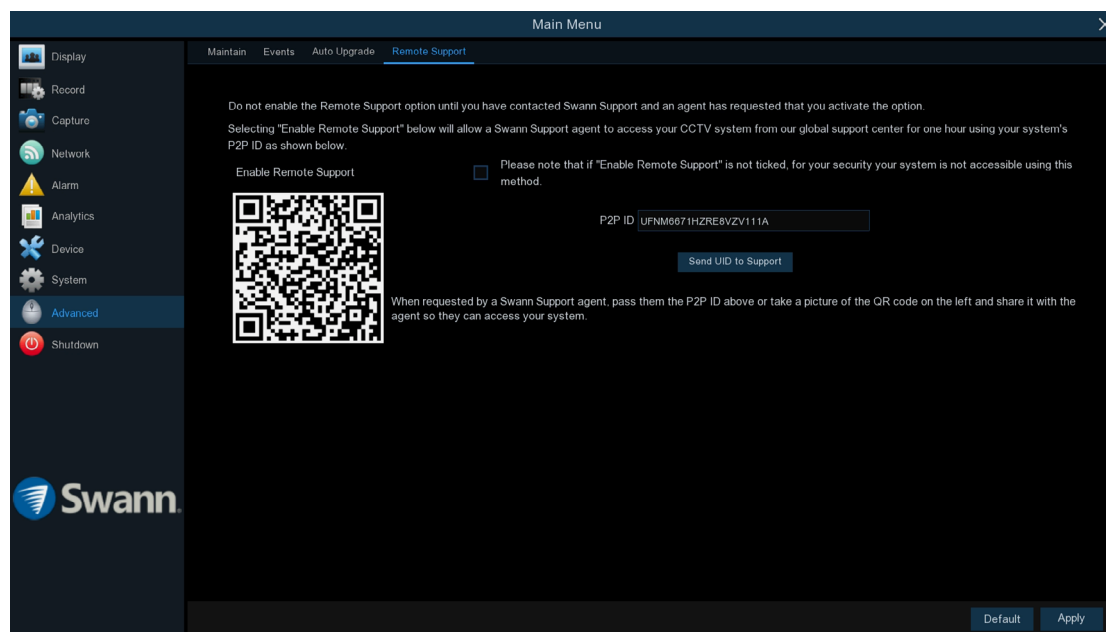 Main Menu
Display
Record
Capture
Network
Alarm
Analytics
Device
System
Advanced
Shutdown
Swann.
Maintain Events Auto Upgrade Remote Support
Do not enable the Remote Support option until you have contacted Swann Support and an agent has requested that you activate the option.
Selecting "Enable Remote Support" below will allow a Swann Support agent to access your CCTV system from our global support center for one hour using your system's
P2P ID as shown below.
Enable Remote Support
Please note that if "Enable Remote Support" is not ticked, for your security your system is not accessible using this
method.
P2P ID UFNM6671HZRE8VZV111A
Send UID to Support
When requested by a Swann Support agent, pass them the P2P ID above or take a picture of the QR code on the left and share it with the
agent so they can access your system.
Default Apply